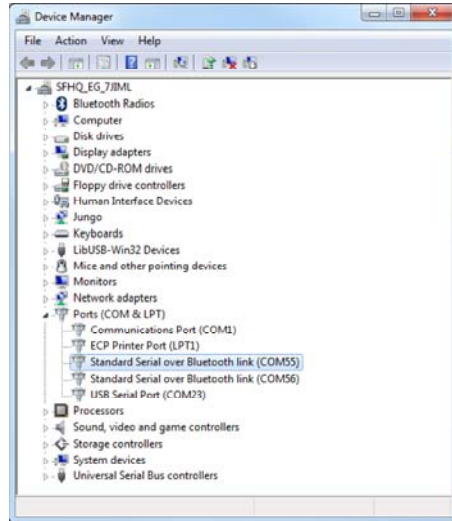 Device Manager
File Action View Help
SFHQ_EG_7JIML
Bluetooth Radios
Computer
Disk drives
Display adapters
DVD/CD-ROM drives
Floppy drive controllers
Human Interface Devices
Jungo
Keyboards
LibUSB-Win32 Devices
Mice and other pointing devices
Monitors
Network adapters
Ports (COM & LPT)
Communications Port (COM1)
ECP Printer Port (LPT1)
Standard Serial over Bluetooth link (COM55)
Standard Serial over Bluetooth link (COM56)
USB Serial Port (COM23)
Processors
Sound, video and game controllers
Storage controllers
System devices
Universal Serial Bus controllers